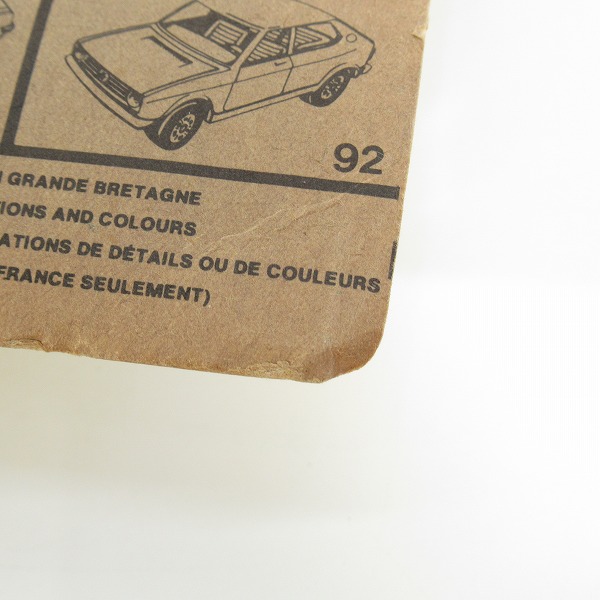 92
GRANDE BRETAGNE
TIONS AND COLOURS
ATIONS DE DÉTAILS OU DE COULEURS
FRANCE SEULEMENT)